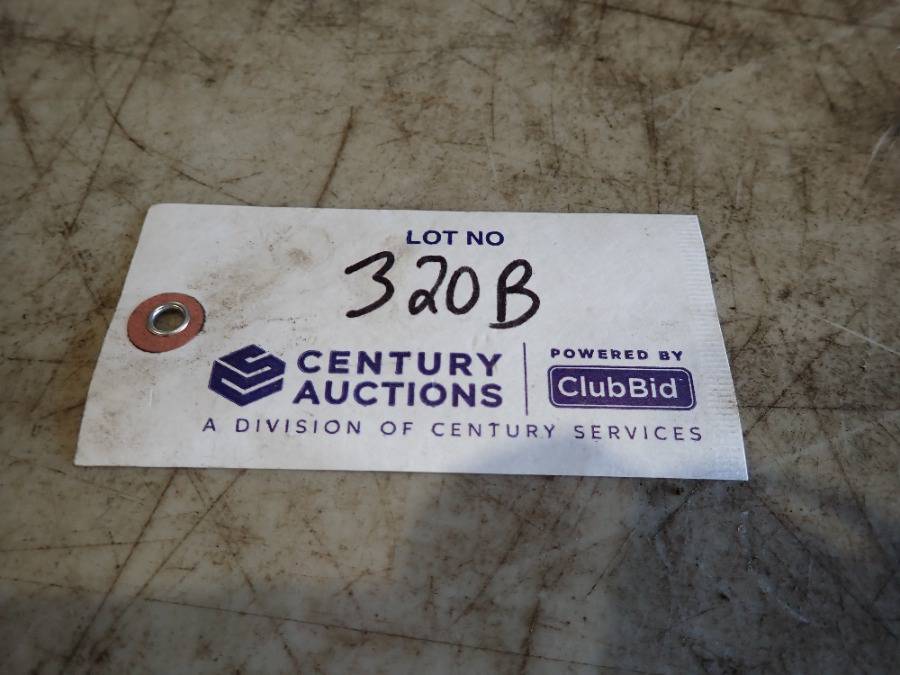 LOT NO
320B
CENTURY AUCTIONS
POWERED BY
ClubBid
A DIVISION OF CENTURY SERVICES